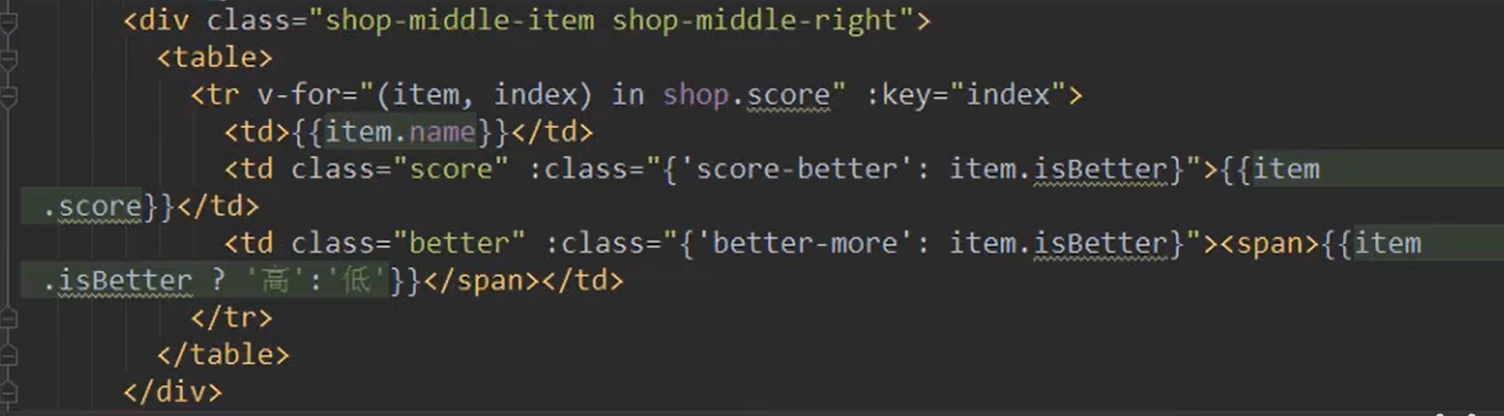 <div class="shop-middle-item shop-middle-right">
<table>
<tr v-for="(item, index) in shop.score" :key="index">
<td>{{item.name}}</td>
<td class="score" :class="{'score-better': item.isBetter}">{{item
.score}}</td>
<td class="better" :class="{'better-more': item.isBetter}"><span>{{item
.isBetter ? '高':'低'}}</span></td>
</tr>
</table>
</div>